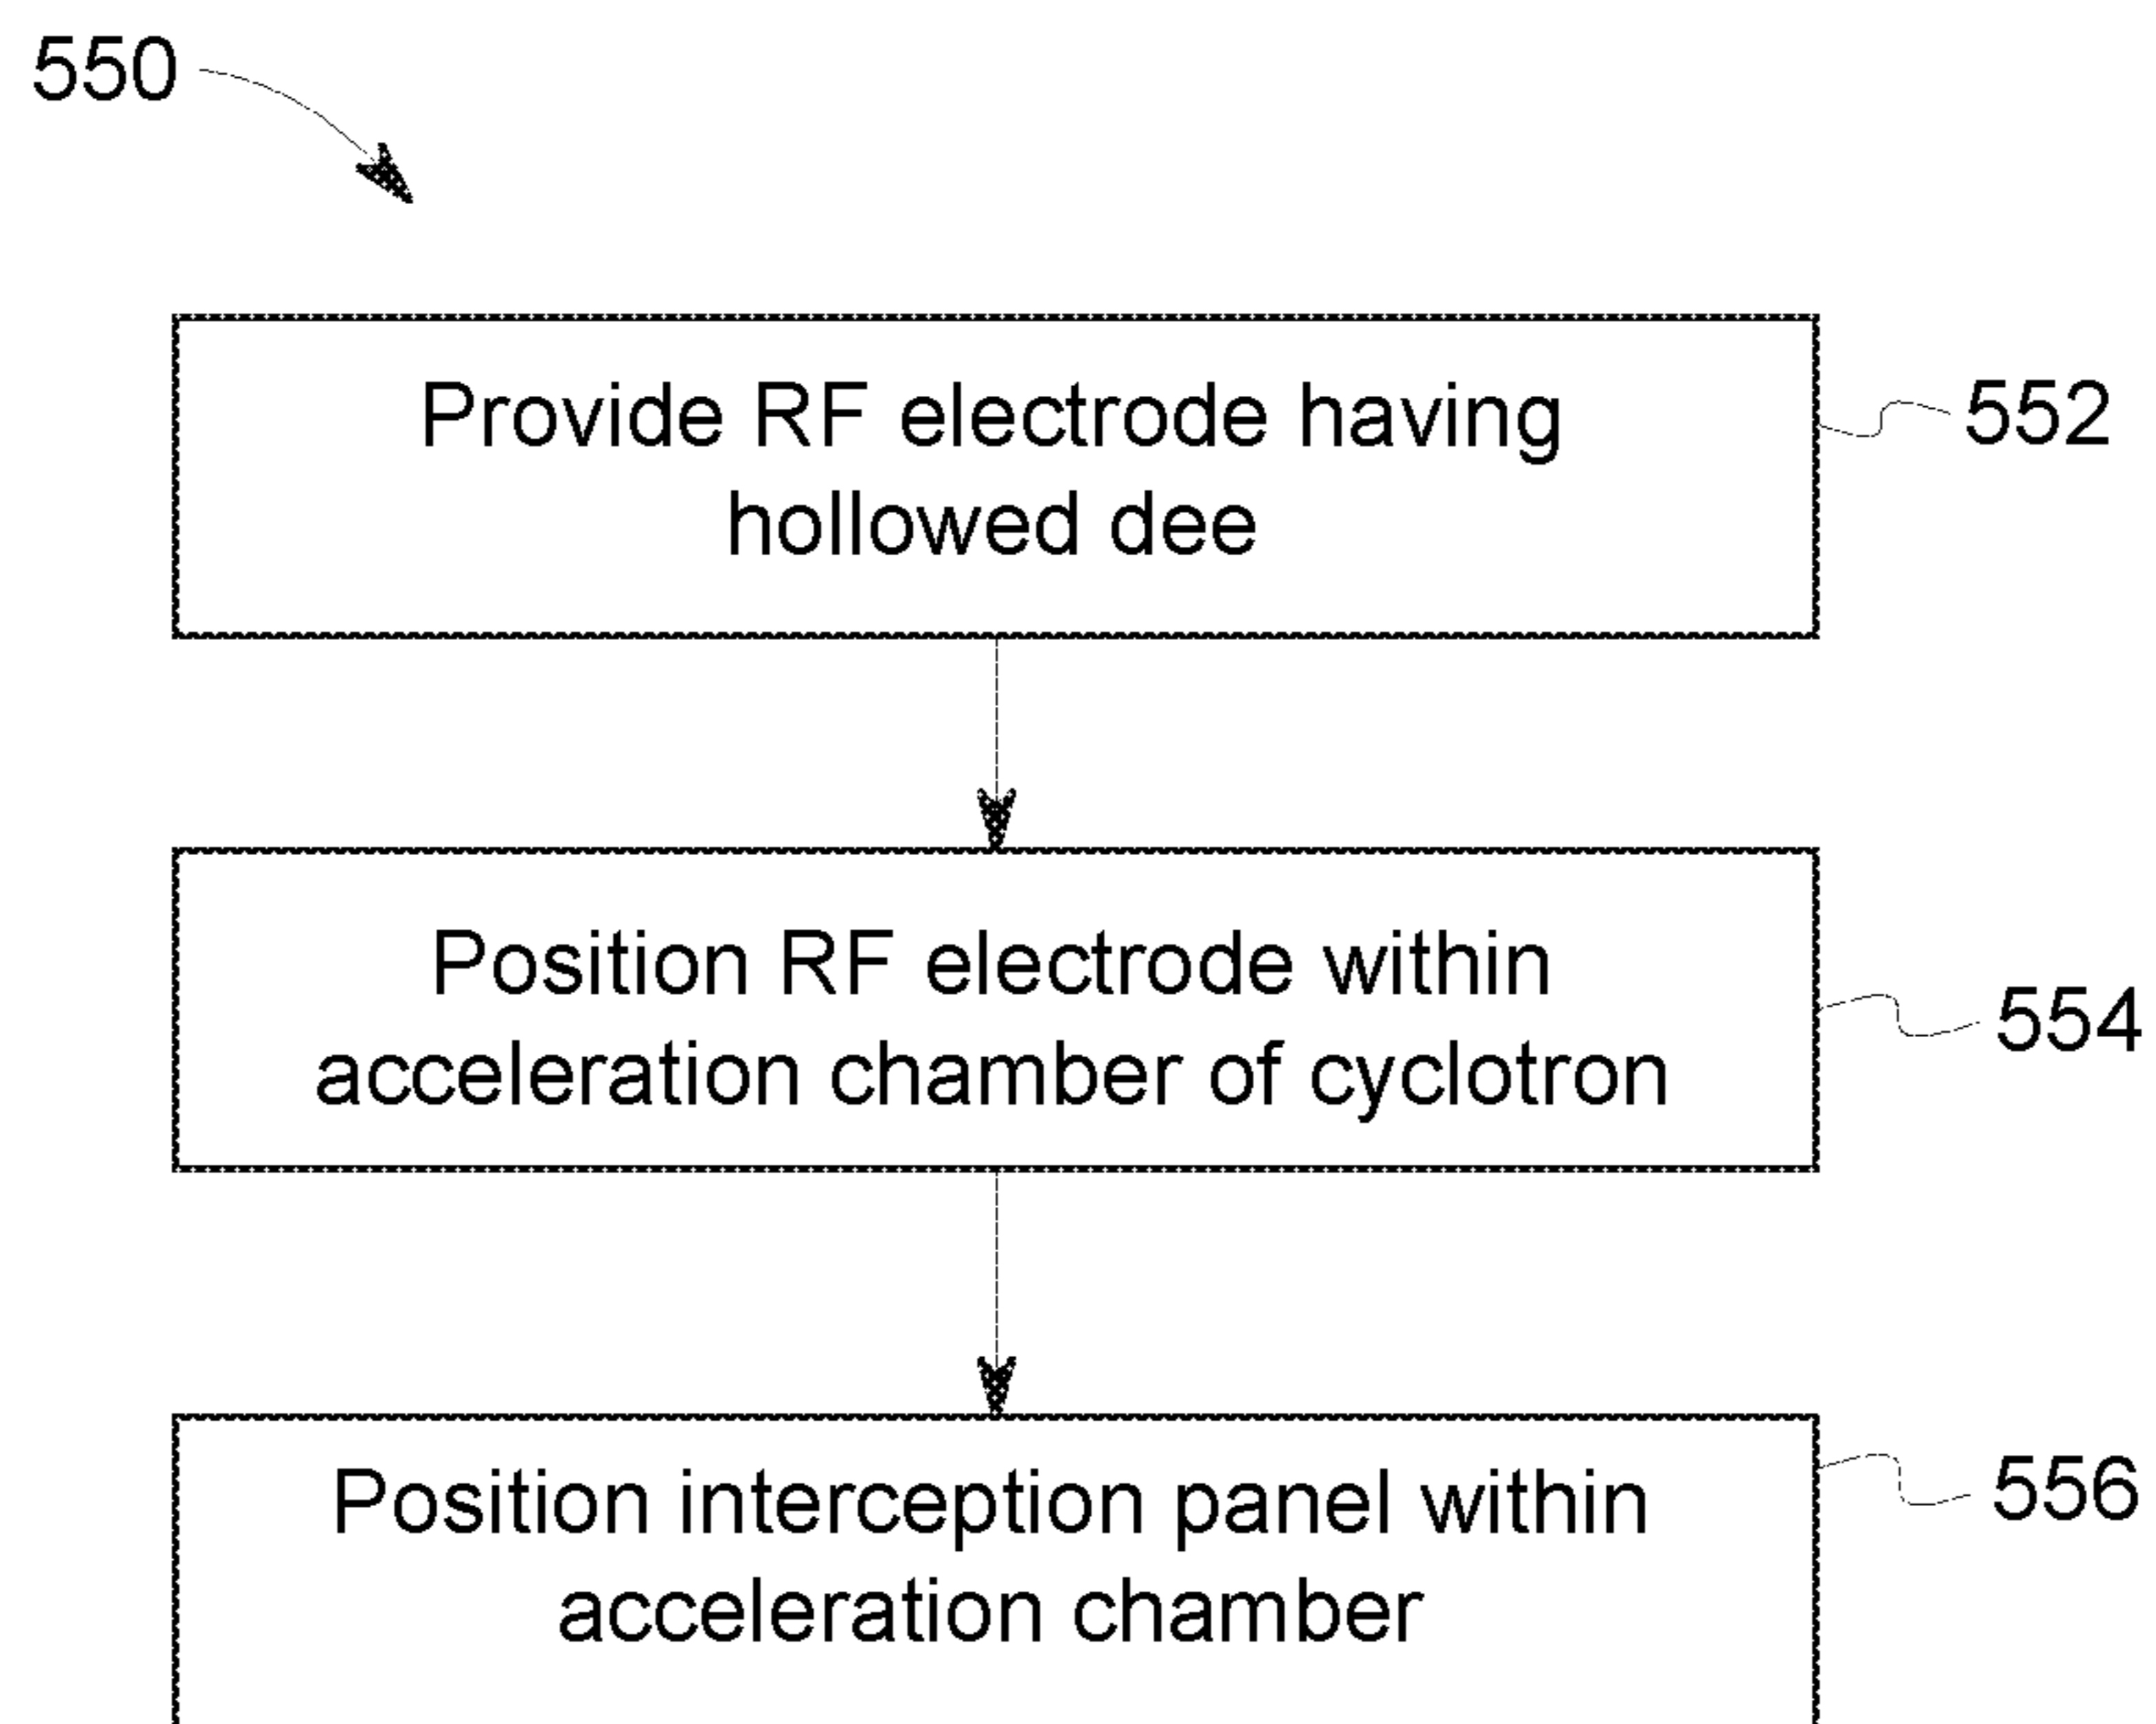 550
Provide RF electrode having
hollowed dee
552
Position RF electrode within
acceleration chamber of cyclotron
554
Position interception panel within
acceleration chamber
556